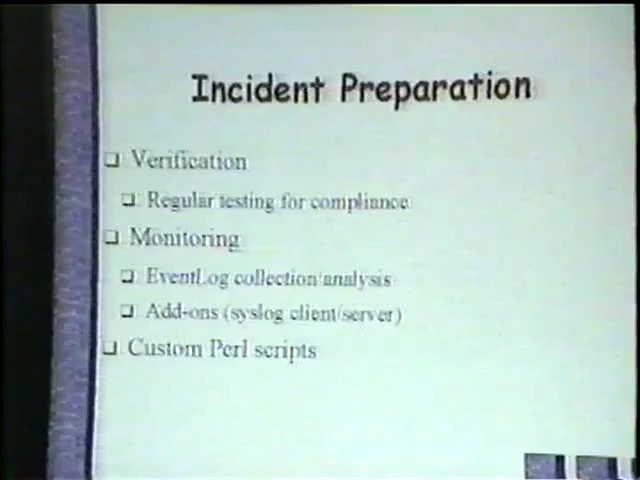 Incident Preparation
Verification
Regular testing for compliance
Monitoring
EventLog collection/analysis
Add-ons (syslog client/server)
Custom Perl scripts